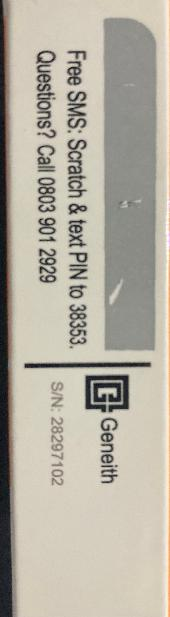 Free SMS: Scratch & text PIN to 38353.
Questions? Call 0803 901 2929
Geneith
S/N: 28297102